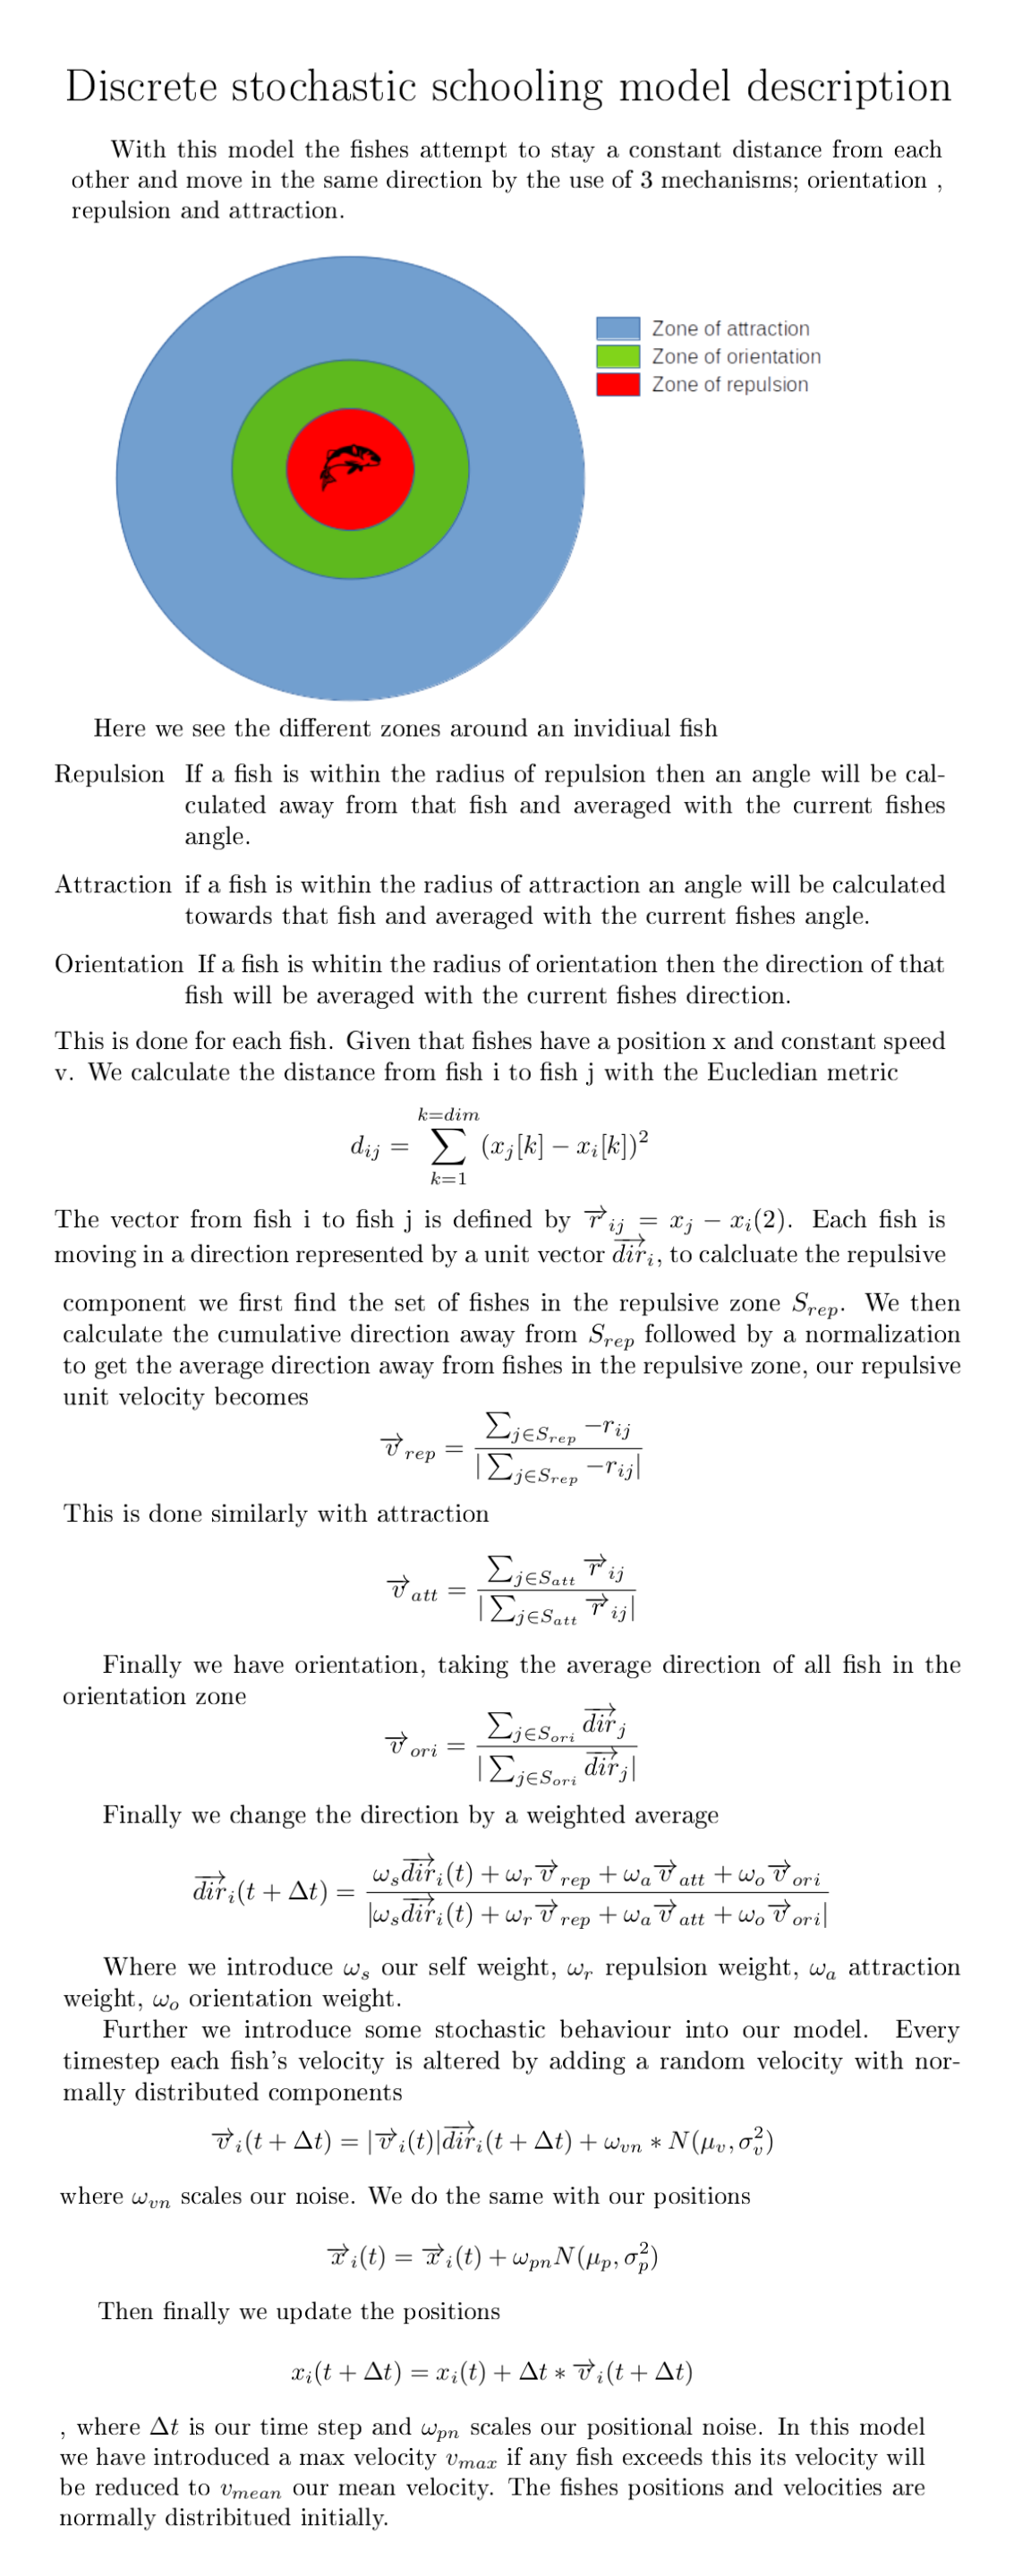 Discrete stochastic schooling model description
With this model the fishes attempt to stay a constant distance from each
other and move in the same direction by the use of 3 mechanisms; orientation ,
repulsion and attraction.
Zone of attraction
Zone of orientation
Zone of repulsion
Here we see the different zones around an invidiual fish
Repulsion If a fish is within the radius of repulsion then an angle will be cal-
culated away from that fish and averaged with the current fishes
angle.
Attraction if a fish is within the radius of attraction an angle will be calculated
towards that fish and averaged with the current fishes angle.
Orientation If a fish is whitin the radius of orientation then the direction of that
fish will be averaged with the current fishes direction.
This is done for each fish. Given that fishes have a position x and constant speed
v. We calculate the distance from fish i to fish j with the Eucledian metric
$d_{ij} = \sum_{k=1}^{k=dim} (x_j[k] - x_i[k])^2$
The vector from fish i to fish j is defined by $\overrightarrow{r}_{ij} = x_j - x_i(2)$. Each fish is
moving in a direction represented by a unit vector $\overrightarrow{dir}_i$, to calcluate the repulsive
component we first find the set of fishes in the repulsive zone $S_{rep}$. We then
calculate the cumulative direction away from $S_{rep}$ followed by a normalization
to get the average direction away from fishes in the repulsive zone, our repulsive
unit velocity becomes
$\overrightarrow{v}_{rep} = \frac{\sum_{j \in S_{rep}} -r_{ij}}{|\sum_{j \in S_{rep}} -r_{ij}|}$
This is done similarly with attraction
$\overrightarrow{v}_{att} = \frac{\sum_{j \in S_{att}} \overrightarrow{r}_{ij}}{|\sum_{j \in S_{att}} \overrightarrow{r}_{ij}|}$
Finally we have orientation, taking the average direction of all fish in the
orientation zone
$\overrightarrow{v}_{ori} = \frac{\sum_{j \in S_{ori}} \overrightarrow{dir}_j}{|\sum_{j \in S_{ori}} \overrightarrow{dir}_j|}$
Finally we change the direction by a weighted average
$\overrightarrow{dir}_i(t + \Delta t) = \frac{\omega_s \overrightarrow{dir}_i(t) + \omega_r \overrightarrow{v}_{rep} + \omega_a \overrightarrow{v}_{att} + \omega_o \overrightarrow{v}_{ori}}{|\omega_s \overrightarrow{dir}_i(t) + \omega_r \overrightarrow{v}_{rep} + \omega_a \overrightarrow{v}_{att} + \omega_o \overrightarrow{v}_{ori}|}$
Where we introduce $\omega_s$ our self weight, $\omega_r$ repulsion weight, $\omega_a$ attraction
weight, $\omega_o$ orientation weight.
Further we introduce some stochastic behaviour into our model. Every
timestep each fish's velocity is altered by adding a random velocity with nor-
mally distributed components
$\overrightarrow{v}_i(t + \Delta t) = |\overrightarrow{v}_i(t)| \overrightarrow{dir}_i(t + \Delta t) + \omega_{vn} * N(\mu_v, \sigma_v^2)$
where $\omega_{vn}$ scales our noise. We do the same with our positions
$\overrightarrow{x}_i(t) = \overrightarrow{x}_i(t) + \omega_{pn} N(\mu_p, \sigma_p^2)$
Then finally we update the positions
$x_i(t + \Delta t) = x_i(t) + \Delta t * \overrightarrow{v}_i(t + \Delta t)$
, where $\Delta t$ is our time step and $\omega_{pn}$ scales our positional noise. In this model
we have introduced a max velocity $v_{max}$ if any fish exceeds this its velocity will
be reduced to $v_{mean}$ our mean velocity. The fishes positions and velocities are
normally distribitued initially.